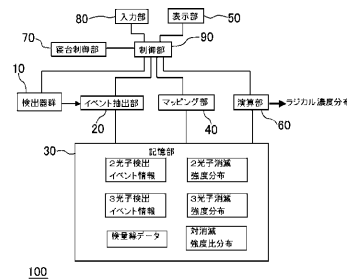 80
入力部
表示部
50
70
寝台制御部
制御部
90
10
検出器群
イベント抽出部
マッピング部
演算部
ラジカル濃度分布
20
40
60
30
記憶部
2光子検出
イベント情報
2光子消滅
強度分布
3光子検出
イベント情報
3光子消滅
強度分布
検量線データ
対消滅
強度比分布
100